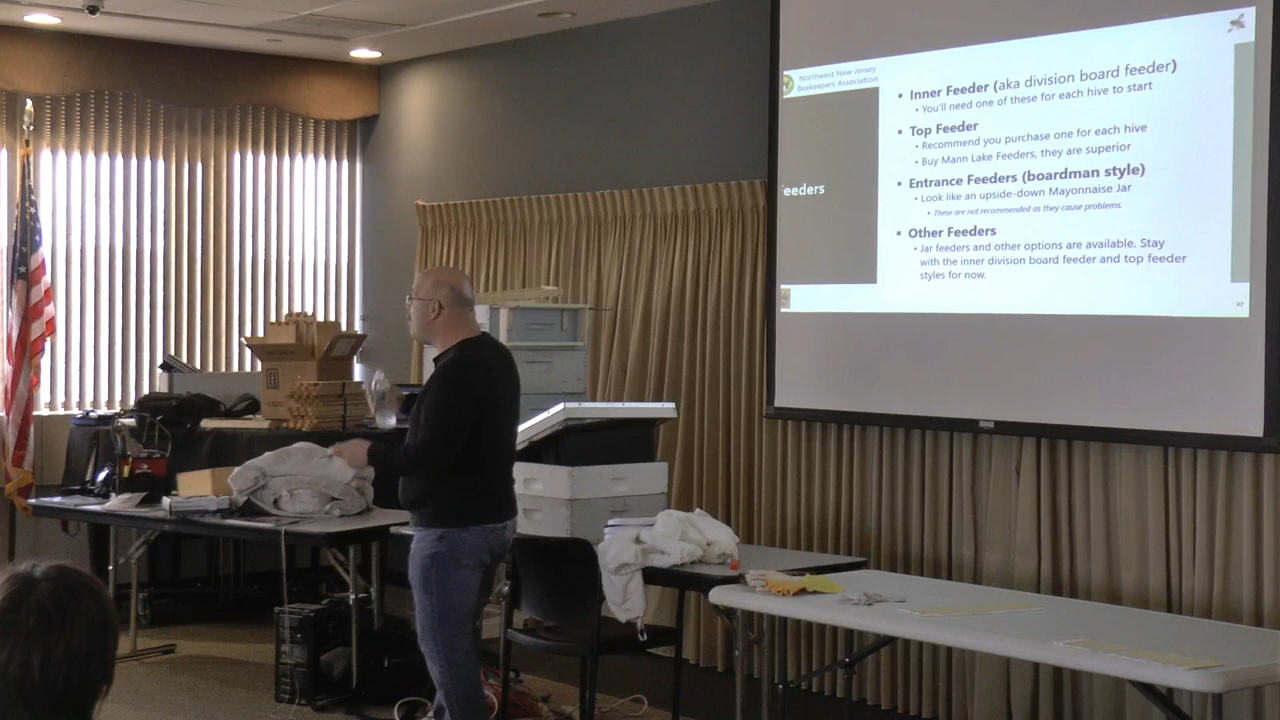 Northwest New Jersey
Beekeepers Association
eeders
▪ Inner Feeder (aka division board feeder)
• You'll need one of these for each hive to start
▪ Top Feeder
• Recommend you purchase one for each hive
• Buy Mann Lake Feeders, they are superior
▪ Entrance Feeders (boardman style)
• Look like an upside-down Mayonnaise Jar
• These are not recommended as they cause problems.
▪ Other Feeders
• Jar feeders and other options are available. Stay
with the inner division board feeder and top feeder
styles for now.